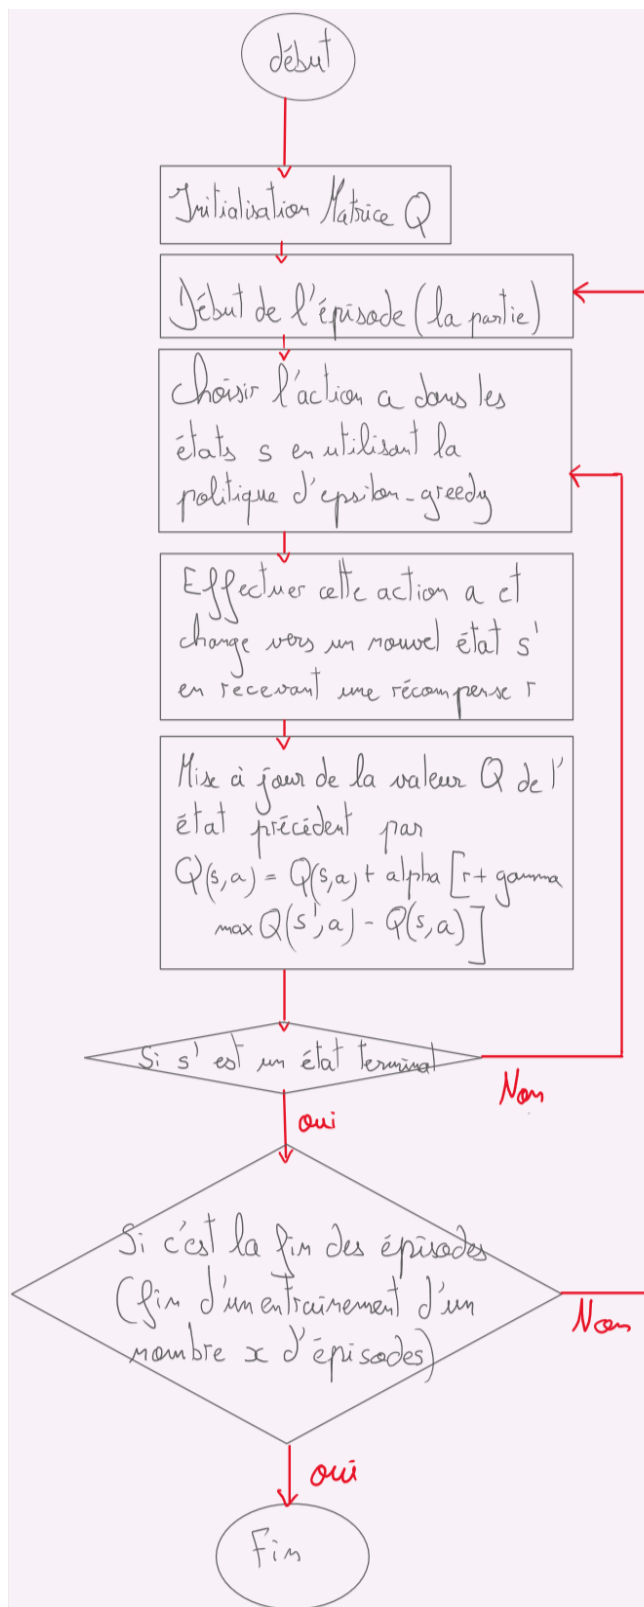 début
Initialisation Matrice Q
Début de l'épisode (la partie)
Choisir l'action a dans les
états s en utilisant la
politique d'epsilon-greedy
Effectuer cette action a et
change vers un nouvel état s'
en recevant une récompense r
Mise à jour de la valeur Q de l'
état précédent par
Q(s,a) = Q(s,a) + alpha [r + gamma
max Q(s',a) - Q(s,a)]
Si s' est un état terminal
Non
oui
Si c'est la fin des épisodes
(fin d'un entrainement d'un
nombre x d'épisodes)
Non
oui
Fin